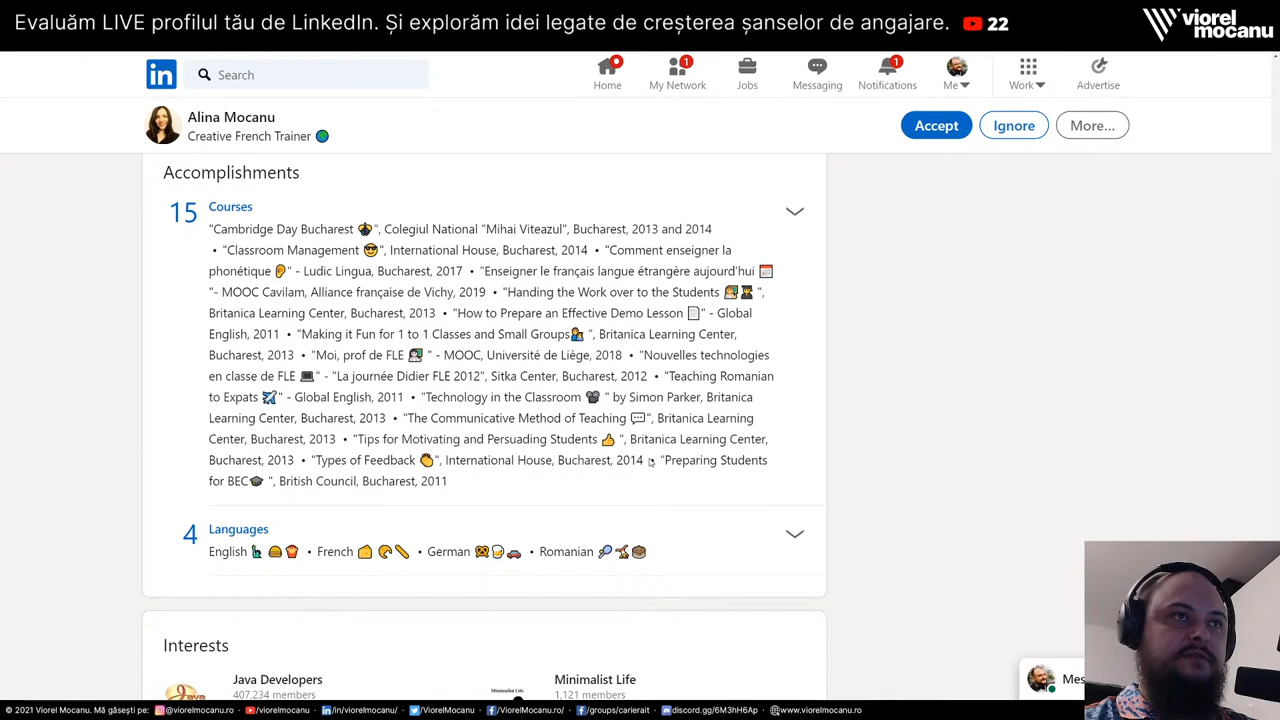 Evaluăm LIVE profilul tău de LinkedIn. Și explorăm idei legate de creșterea șanselor de angajare.
22
viorel
mocanu
in
Search
1
1
Home
My Network
Jobs
Messaging
Notifications
Me
Work
Advertise
Alina Mocanu
Creative French Trainer
Accept
Ignore
More...
Accomplishments
15
Courses
"Cambridge Day Bucharest 🕵", Colegiul National "Mihai Viteazul", Bucharest, 2013 and 2014
• "Classroom Management 😎", International House, Bucharest, 2014 • "Comment enseigner la
phonétique 👂" - Ludic Lingua, Bucharest, 2017 • "Enseigner le français langue étrangère aujourd'hui 📅
"- MOOC Cavilam, Alliance française de Vichy, 2019 • "Handing the Work over to the Students 👩‍🏫👨‍🎓",
Britanica Learning Center, Bucharest, 2013 • "How to Prepare an Effective Demo Lesson 📄" - Global
English, 2011 • "Making it Fun for 1 to 1 Classes and Small Groups🙋 ", Britanica Learning Center,
Bucharest, 2013 • "Moi, prof de FLE 👩‍🏫 " - MOOC, Université de Liège, 2018 • "Nouvelles technologies
en classe de FLE 💻" - "La journée Didier FLE 2012", Sitka Center, Bucharest, 2012 • "Teaching Romanian
to Expats ✈" - Global English, 2011 • "Technology in the Classroom 📽 " by Simon Parker, Britanica
Learning Center, Bucharest, 2013 • "The Communicative Method of Teaching 💬", Britanica Learning
Center, Bucharest, 2013 • "Tips for Motivating and Persuading Students 👍 ", Britanica Learning Center,
Bucharest, 2013 • "Types of Feedback 👏", International House, Bucharest, 2014 • "Preparing Students
for BEC🎓 ", British Council, Bucharest, 2011
4
Languages
English 🗽🍔🍟 • French 🧀🥐🥖 • German 🥨🍺🚗 • Romanian
Interests
Java Developers
407,234 members
Minimalist Life
Minimalist Life
1,121 members
Mes
© 2021 Viorel Mocanu. Mă găsești pe: @viorelmocanu.ro / /viorelmocanu / /in/viorelmocanu/ /ViorelMocanu / /ViorelMocanu.ro/ / /groups/carierait / discord.gg/6M3hH6Ap / www.viorelmocanu.ro